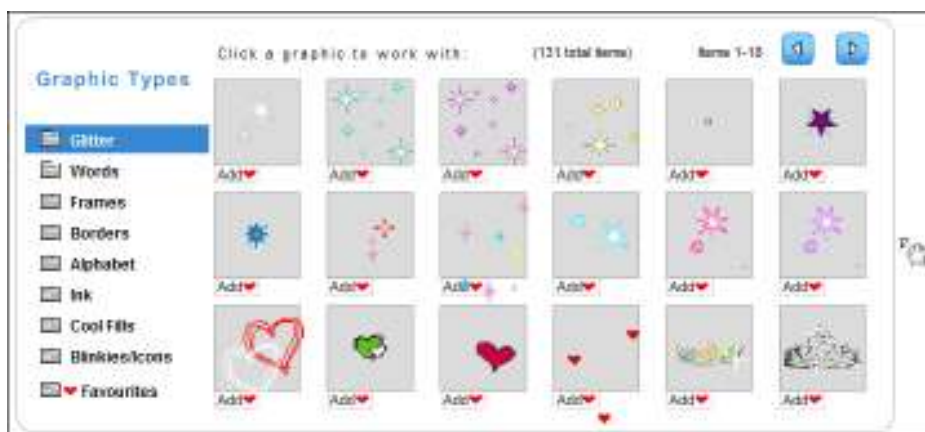 Click a graphic to work with: (131 total items) Items 1-18
Graphic Types
Glitter
Words
Frames
Borders
Alphabet
Ink
Cool Fills
Blinkies/Icons
Favourites
Add Add Add Add Add Add
Add Add Add Add Add Add
Add Add Add Add Add Add